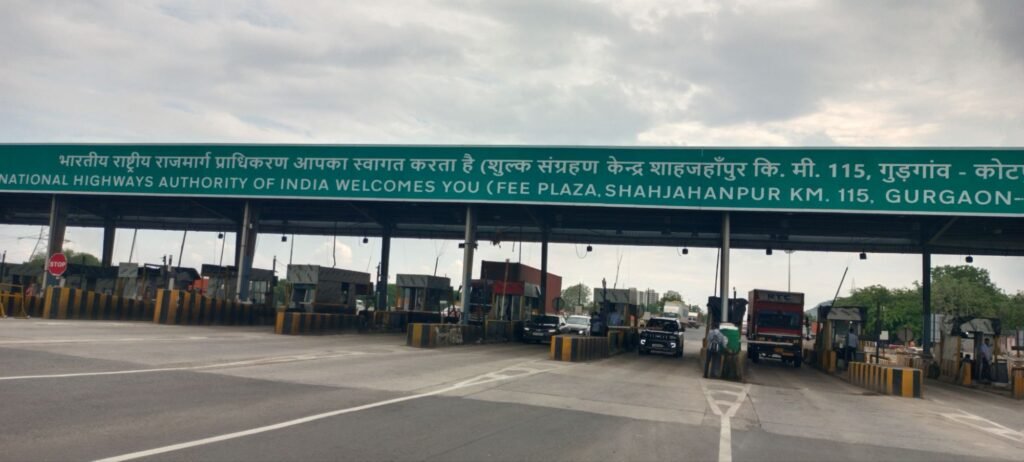 भारतीय राष्ट्रीय राजमार्ग प्राधिकरण आपका स्वागत करता है (शुल्क संग्रहण केन्द्र शाहजहाँपुर कि. मी. 115, गुड़गांव -
NATIONAL HIGHWAYS AUTHORITY OF INDIA WELCOMES YOU (FEE PLAZA, SHAHJAHANPUR KM. 115, GURGAON-
STOP